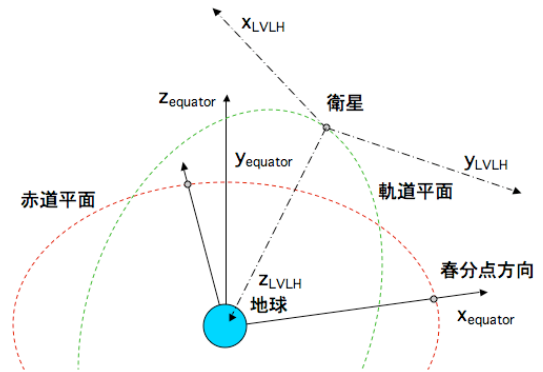 xLVLH
zequator
衛星
yequator
yLVLH
赤道平面
軌道平面
zLVLH
春分点方向
地球
xequator